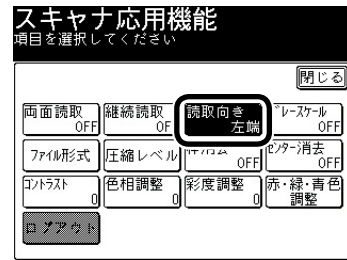 スキャナ応用機能
項目を選択してください
閉じる
両面読取 継続読取 読取向き グレースケール
OFF OF 左端 OFF
ファイル形式 圧縮レベル 枠消去 センター消去
OFF OFF
コントラスト 色相調整 彩度調整 赤・緑・青色
0 0 0 調整
ログアウト